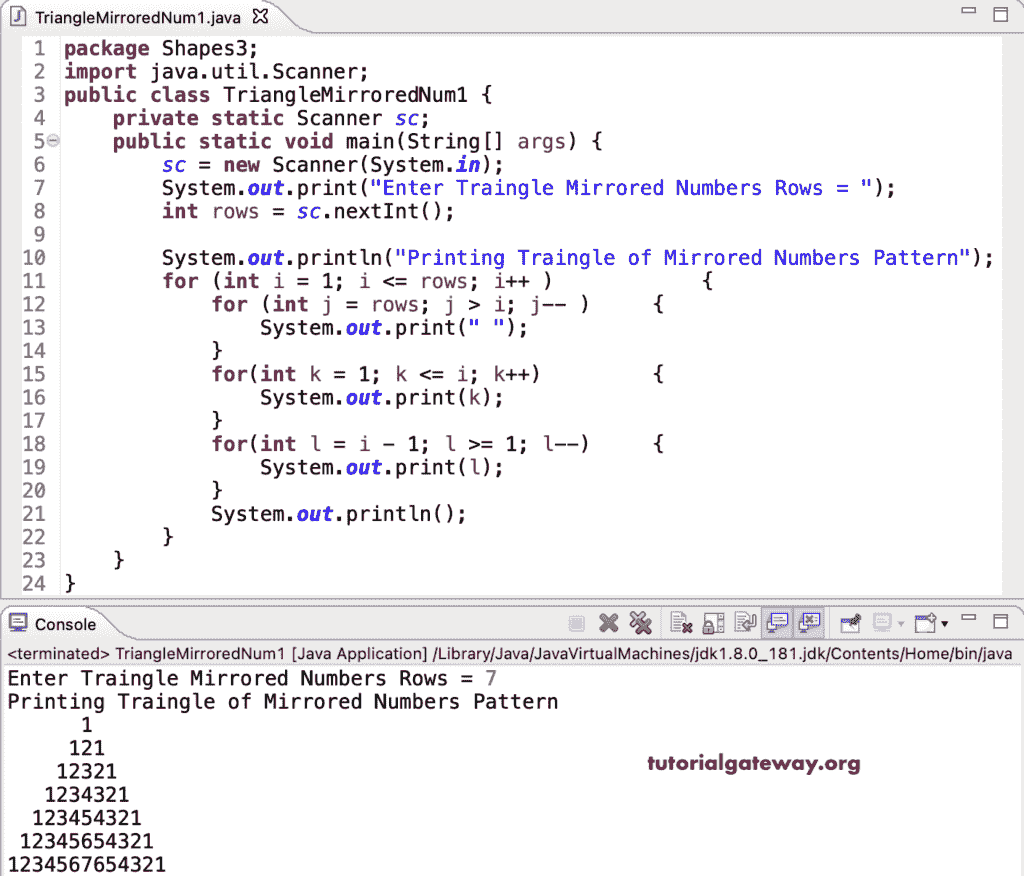 TriangleMirroredNum1.java
1 package Shapes3;
2 import java.util.Scanner;
3 public class TriangleMirroredNum1 {
4     private static Scanner sc;
5     public static void main(String[] args) {
6         sc = new Scanner(System.in);
7         System.out.print("Enter Traingle Mirrored Numbers Rows = ");
8         int rows = sc.nextInt();
9
10         System.out.println("Printing Traingle of Mirrored Numbers Pattern");
11         for (int i = 1; i <= rows; i++ )            {
12             for (int j = rows; j > i; j-- )     {
13                 System.out.print(" ");
14             }
15             for(int k = 1; k <= i; k++)         {
16                 System.out.print(k);
17             }
18             for(int l = i - 1; l >= 1; l--)     {
19                 System.out.print(l);
20             }
21             System.out.println();
22         }
23     }
24 }
Console
<terminated> TriangleMirroredNum1 [Java Application] /Library/Java/JavaVirtualMachines/jdk1.8.0_181.jdk/Contents/Home/bin/java
Enter Traingle Mirrored Numbers Rows = 7
Printing Traingle of Mirrored Numbers Pattern
      1
     121
    12321
   1234321
  123454321
 12345654321
1234567654321
tutorialgateway.org